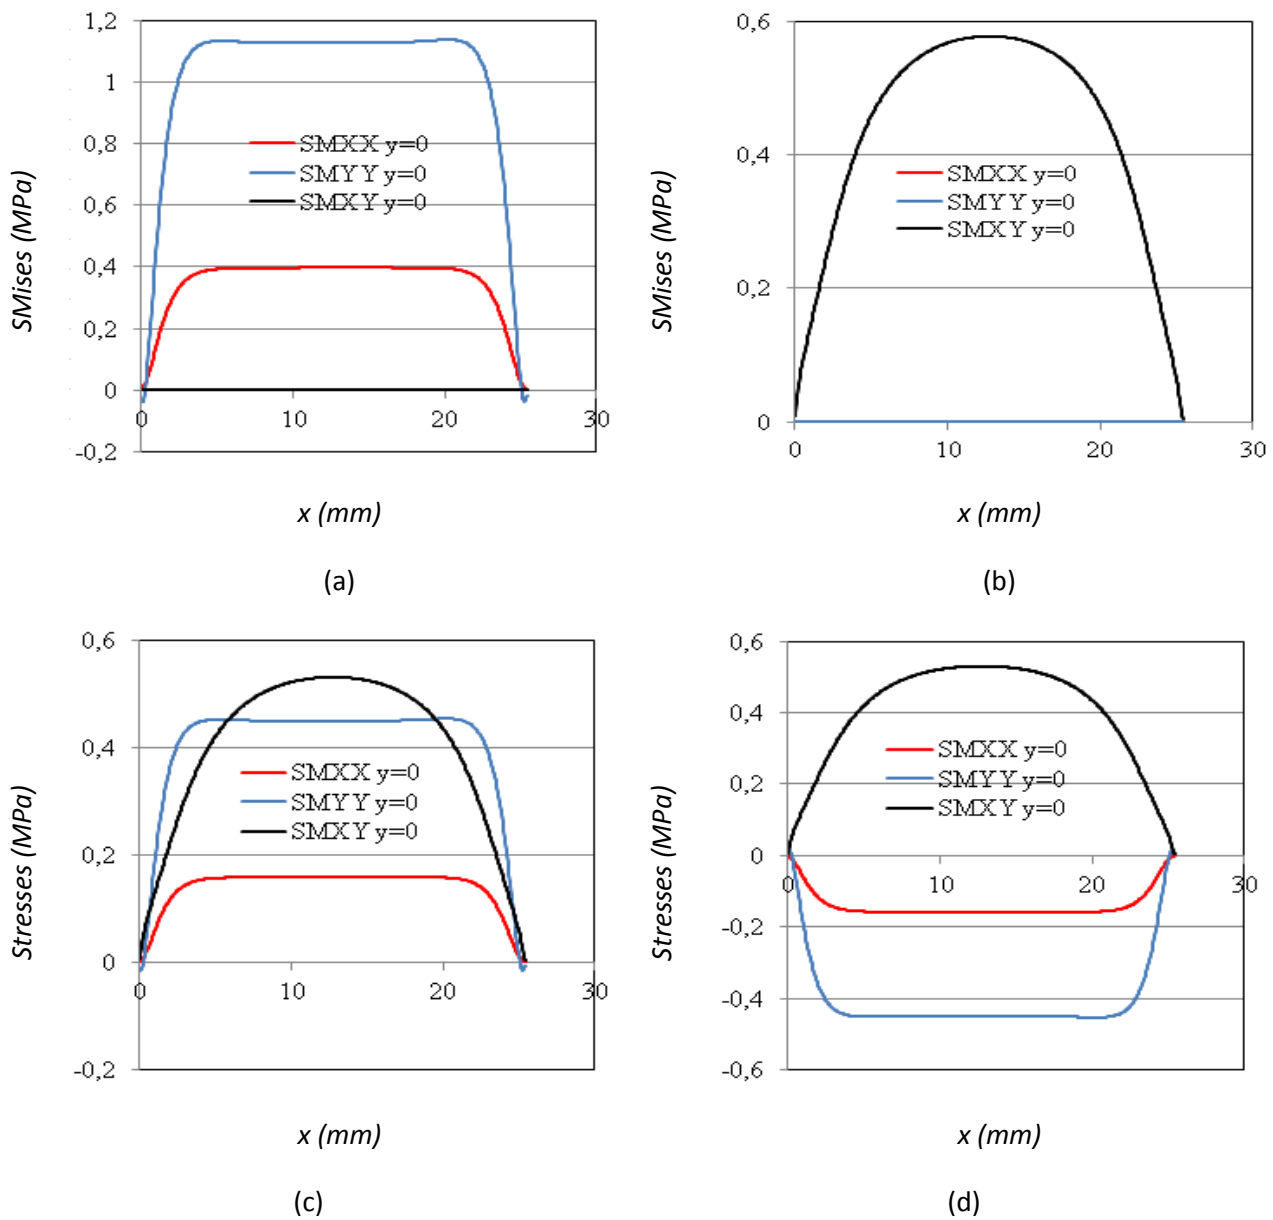 1,2
1
0,8
0,6
0,4
0,2
0
-0,2
0 10 20 30
SMises (MPa)
SMXX y=0
SMYY y=0
SMXY y=0
x (mm)
(a)
0,6
0,4
0,2
0
0 10 20 30
SMises (MPa)
SMXX y=0
SMYY y=0
SMXY y=0
x (mm)
(b)
0,6
0,4
0,2
0
-0,2
0 10 20 30
Stresses (MPa)
SMXX y=0
SMYY y=0
SMXY y=0
x (mm)
(c)
0,6
0,4
0,2
0
-0,2
-0,4
-0,6
0 10 20 30
Stresses (MPa)
SMXX y=0
SMYY y=0
SMXY y=0
x (mm)
(d)